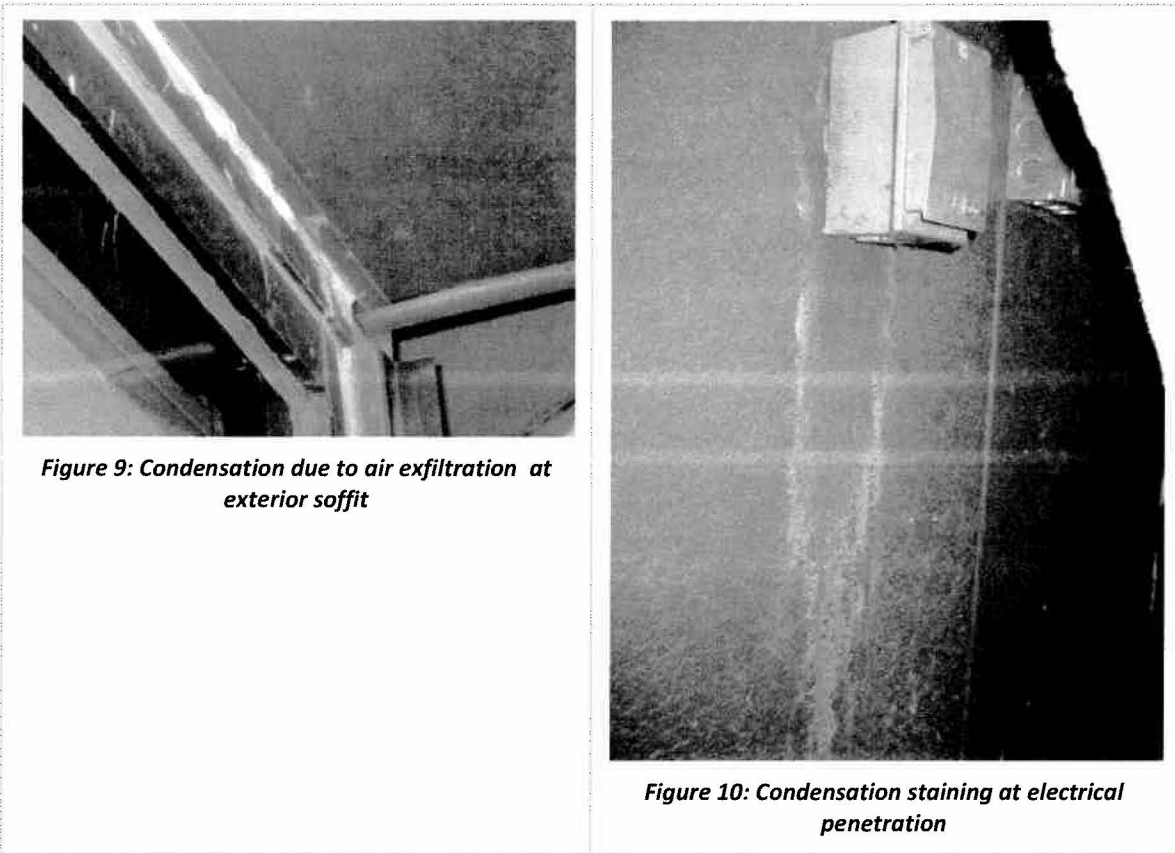 Figure 9: Condensation due to air exfiltration at
exterior soffit
Figure 10: Condensation staining at electrical
penetration